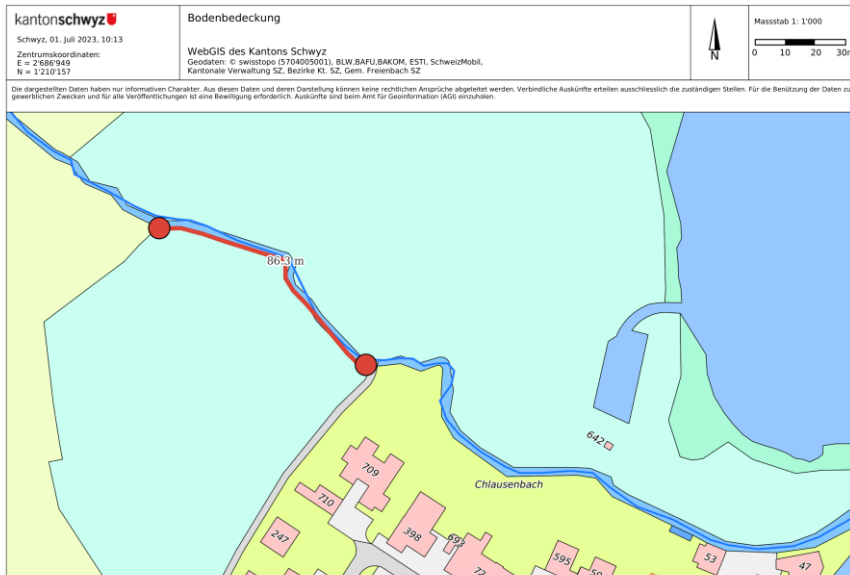 kantonschwyz
Schwyz, 01. Juli 2023, 10:13
Zentrumskoordinaten:
E = 2'686'949
N = 1'210'157
Bodenbedeckung
WebGIS des Kantons Schwyz
Geodaten: © swisstopo (5704005001), BLW,BAFU,BAKOM, ESTI, SchweizMobil,
Kantonale Verwaltung SZ, Bezirke Kt. SZ, Gem. Freienbach SZ
N
Massstab 1: 1'000
0 10 20 30m
Die dargestellten Daten haben nur informativen Charakter. Aus diesen Daten und deren Darstellung können keine rechtlichen Ansprüche abgeleitet werden. Verbindliche Auskünfte erteilen ausschliesslich die zuständigen Stellen. Für die Benützung der Daten zu
gewerblichen Zwecken und für alle Veröffentlichungen ist eine Bewilligung erforderlich. Auskünfte sind beim Amt für Geoinformation (AGI) einzuholen.
86.3 m
642
709
Chlausenbach
710
398
693
247
595
53
47